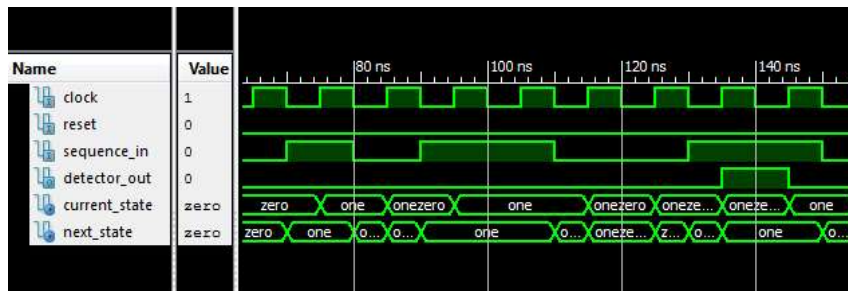 Name Value 80 ns 100 ns 120 ns 140 ns
clock 1
reset 0
sequence_in 0
detector_out 0
current_state zero zero one onezero one onezero oneze... oneze... one
next_state zero zero one o... o... one o... oneze... z... o... one o...